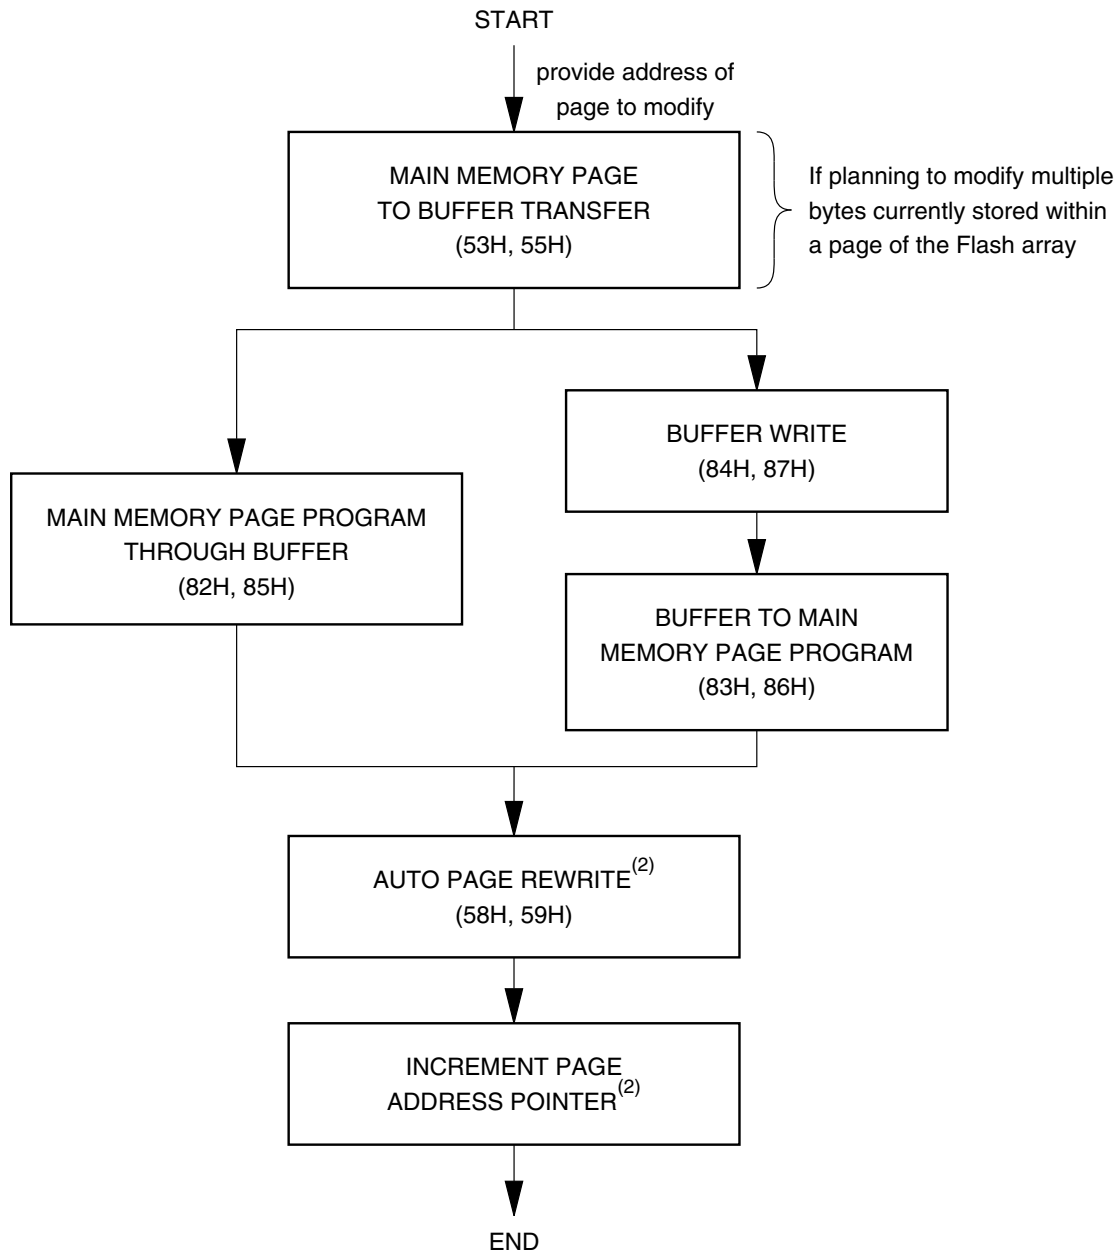 START
provide address of
page to modify
MAIN MEMORY PAGE
TO BUFFER TRANSFER
(53H, 55H)
If planning to modify multiple
bytes currently stored within
a page of the Flash array
BUFFER WRITE
(84H, 87H)
MAIN MEMORY PAGE PROGRAM
THROUGH BUFFER
(82H, 85H)
BUFFER TO MAIN
MEMORY PAGE PROGRAM
(83H, 86H)
AUTO PAGE REWRITE(2)
(58H, 59H)
INCREMENT PAGE
ADDRESS POINTER(2)
END